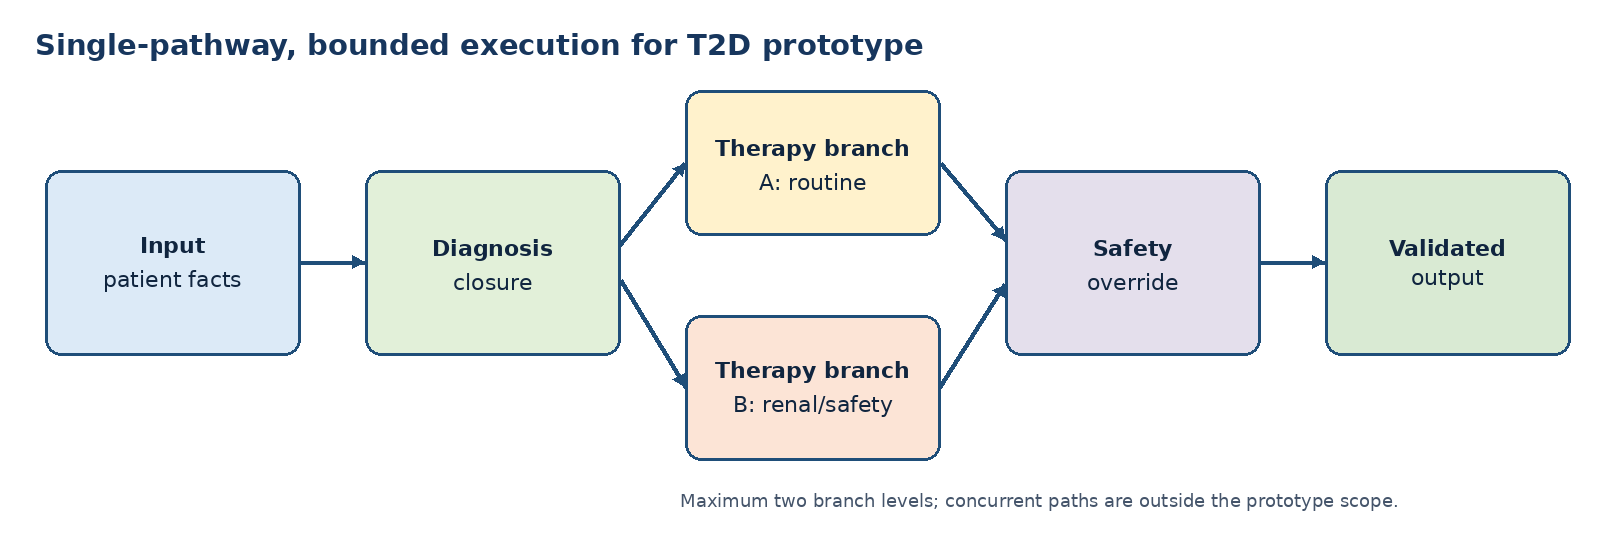 Single-pathway, bounded execution for T2D prototype
Input
patient facts
Diagnosis
closure
Therapy branch
A: routine
Therapy branch
B: renal/safety
Safety
override
Validated
output
Maximum two branch levels; concurrent paths are outside the prototype scope.